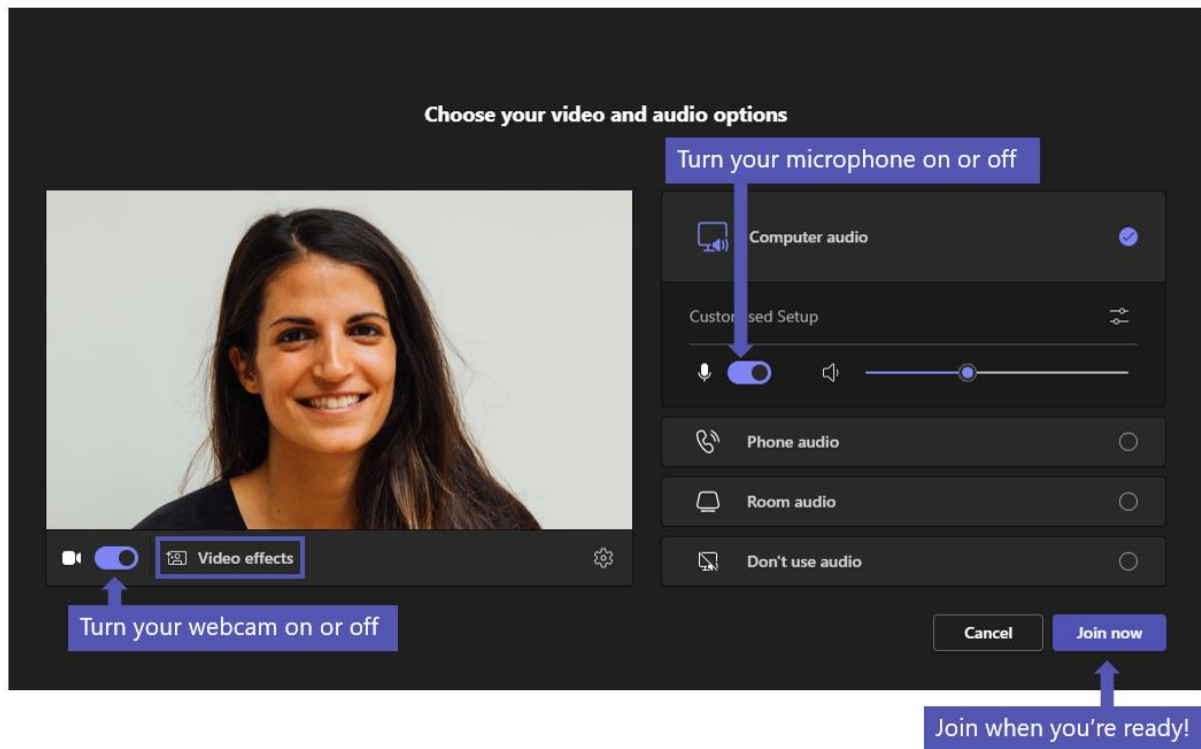 Choose your video and audio options
Turn your microphone on or off
Computer audio
Custo sed Setup
Phone audio
Room audio
Don't use audio
Video effects
Turn your webcam on or off
Cancel
Join now
Join when you're ready!